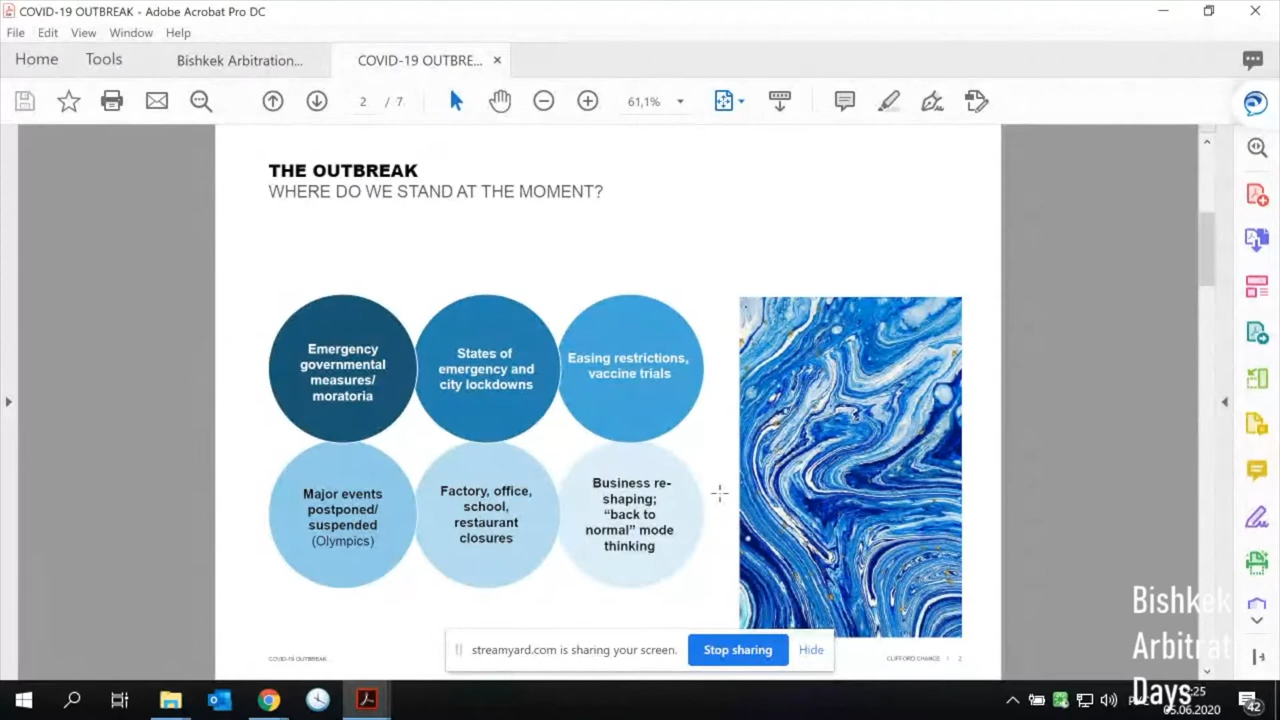 COVID-19 OUTBREAK - Adobe Acrobat Pro DC
File Edit View Window Help
Home Tools Bishkek Arbitration... COVID-19 OUTBRE... ×
2 / 7 61,1%
THE OUTBREAK
WHERE DO WE STAND AT THE MOMENT?
Emergency
governmental
measures/
moratoria
States of
emergency and
city lockdowns
Easing restrictions,
vaccine trials
Major events
postponed/
suspended
(Olympics)
Factory, office,
school,
restaurant
closures
Business re-
shaping;
“back to
normal” mode
thinking
COVID-19 OUTBREAK
CLIFFORD CHANCE | 2
streamyard.com is sharing your screen. Stop sharing Hide
Bishkek
Arbitrat
Days
:25
05.06.2020
42